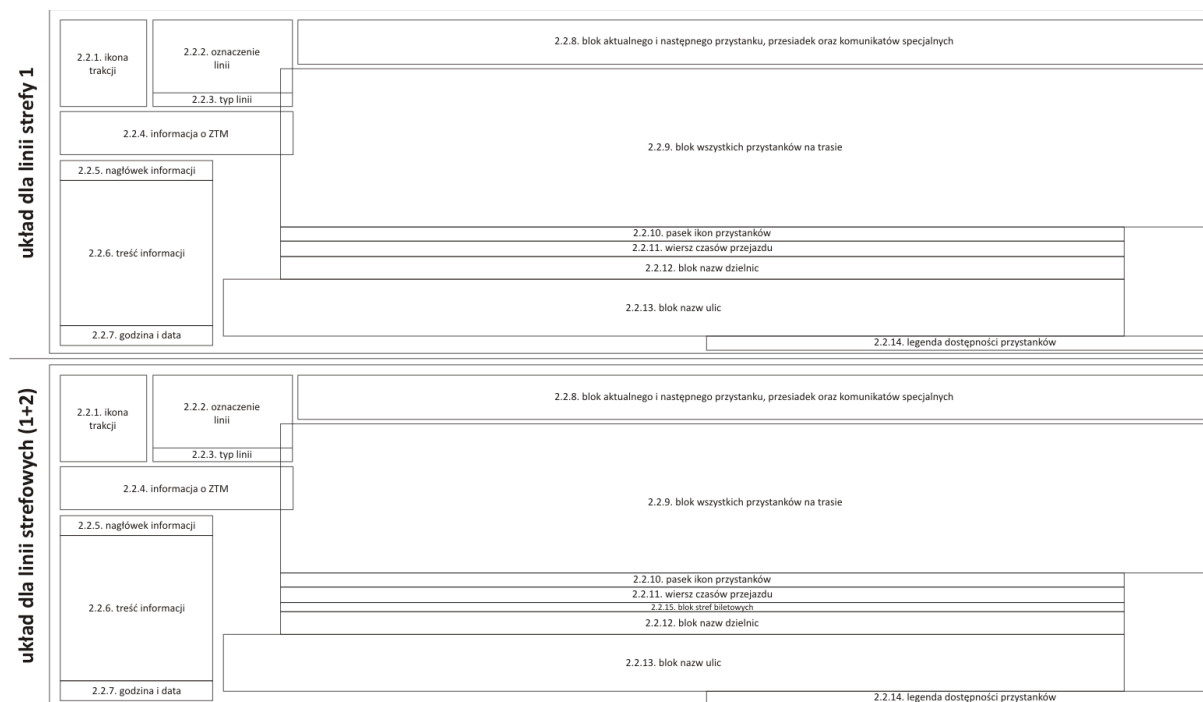 układ dla linii strefy 1
2.2.1. ikona
trakcji
2.2.2. oznaczenie
linii
2.2.3. typ linii
2.2.4. informacja o ZTM
2.2.5. nagłówek informacji
2.2.6. treść informacji
2.2.7. godzina i data
2.2.8. blok aktualnego i następnego przystanku, przesiadek oraz komunikatów specjalnych
2.2.9. blok wszystkich przystanków na trasie
2.2.10. pasek ikon przystanków
2.2.11. wiersz czasów przejazdu
2.2.12. blok nazw dzielnic
2.2.13. blok nazw ulic
2.2.14. legenda dostępności przystanków
układ dla linii strefowych (1+2)
2.2.1. ikona
trakcji
2.2.2. oznaczenie
linii
2.2.3. typ linii
2.2.4. informacja o ZTM
2.2.5. nagłówek informacji
2.2.6. treść informacji
2.2.7. godzina i data
2.2.8. blok aktualnego i następnego przystanku, przesiadek oraz komunikatów specjalnych
2.2.9. blok wszystkich przystanków na trasie
2.2.10. pasek ikon przystanków
2.2.11. wiersz czasów przejazdu
2.2.15. blok stref biletowych
2.2.12. blok nazw dzielnic
2.2.13. blok nazw ulic
2.2.14. legenda dostępności przystanków